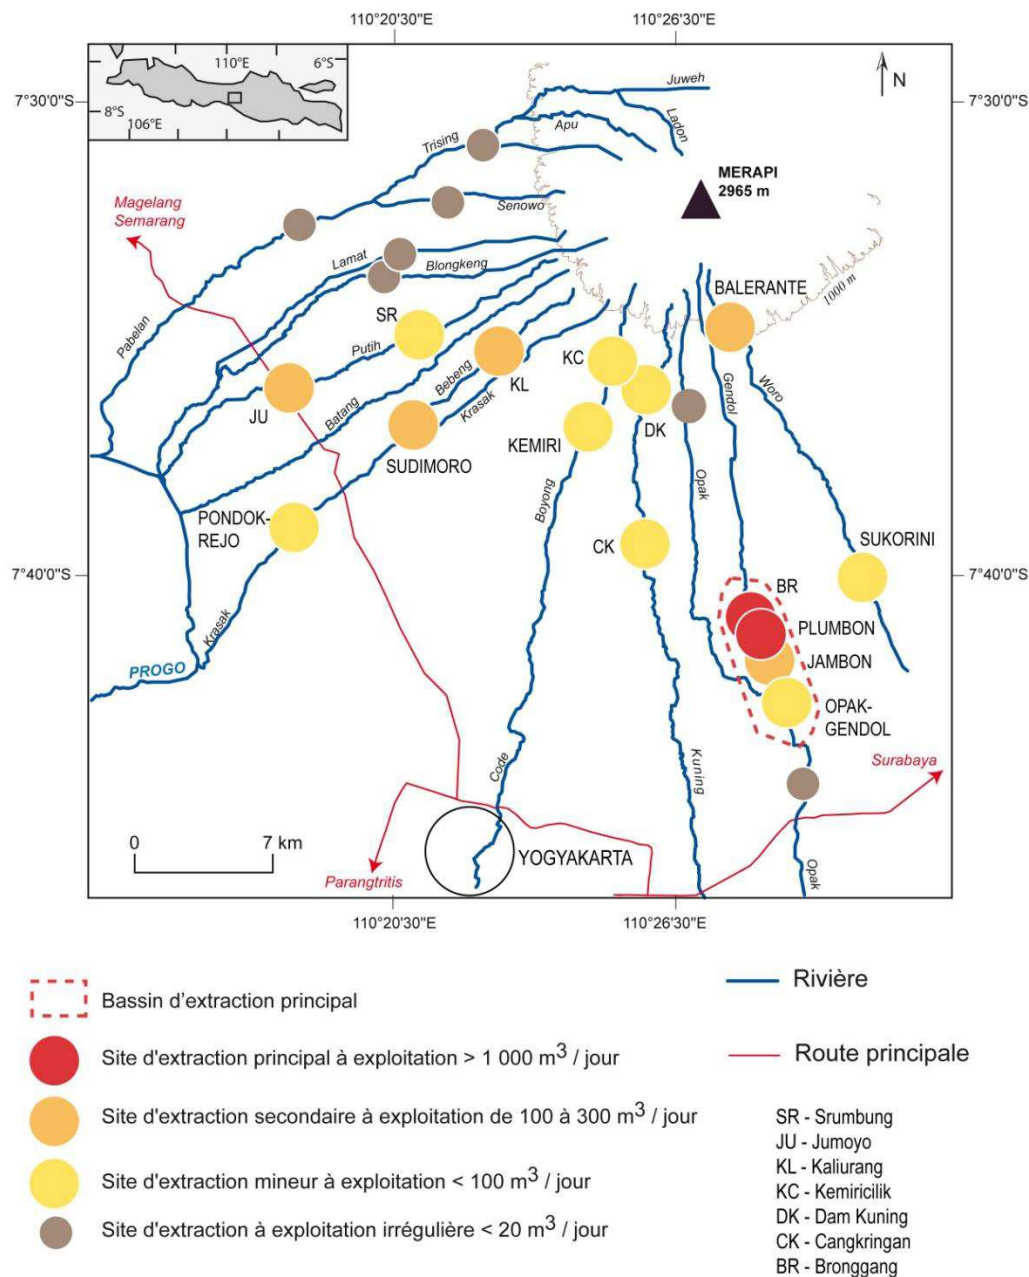 110°20'30"E
110°26'30"E
110°E
6°S
8°S
106°E
N
7°30'0"S
7°30'0"S
Juweh
Ladon
Apu
Trising
MERAPI
2965 m
Magelang
Semarang
Senowo
Lamat
Blongkeng
BALERANTE
1000 m
Pabelan
SR
Putih
KC
Bebeng
KL
Gendol
Woro
JU
Batang
Krasak
DK
KEMIRI
SUDIMORO
Opak
Boyong
PONDOK-
REJO
CK
SUKORINI
7°40'0"S
7°40'0"S
BR
Krasak
PLUMBON
PROGO
JAMBON
OPAK-
GENDOL
Code
Kuning
Surabaya
0
7 km
YOGYAKARTA
Parangtritis
Opak
110°20'30"E
110°26'30"E
Bassin d'extraction principal
Site d'extraction principal à exploitation > 1 000 m³ / jour
Site d'extraction secondaire à exploitation de 100 à 300 m³ / jour
Site d'extraction mineur à exploitation < 100 m³ / jour
Site d'extraction à exploitation irrégulière < 20 m³ / jour
Rivière
Route principale
SR - Srumbung
JU - Jumoyo
KL - Kaliurang
KC - Kemiricilik
DK - Dam Kuning
CK - Cangkringan
BR - Bronggang